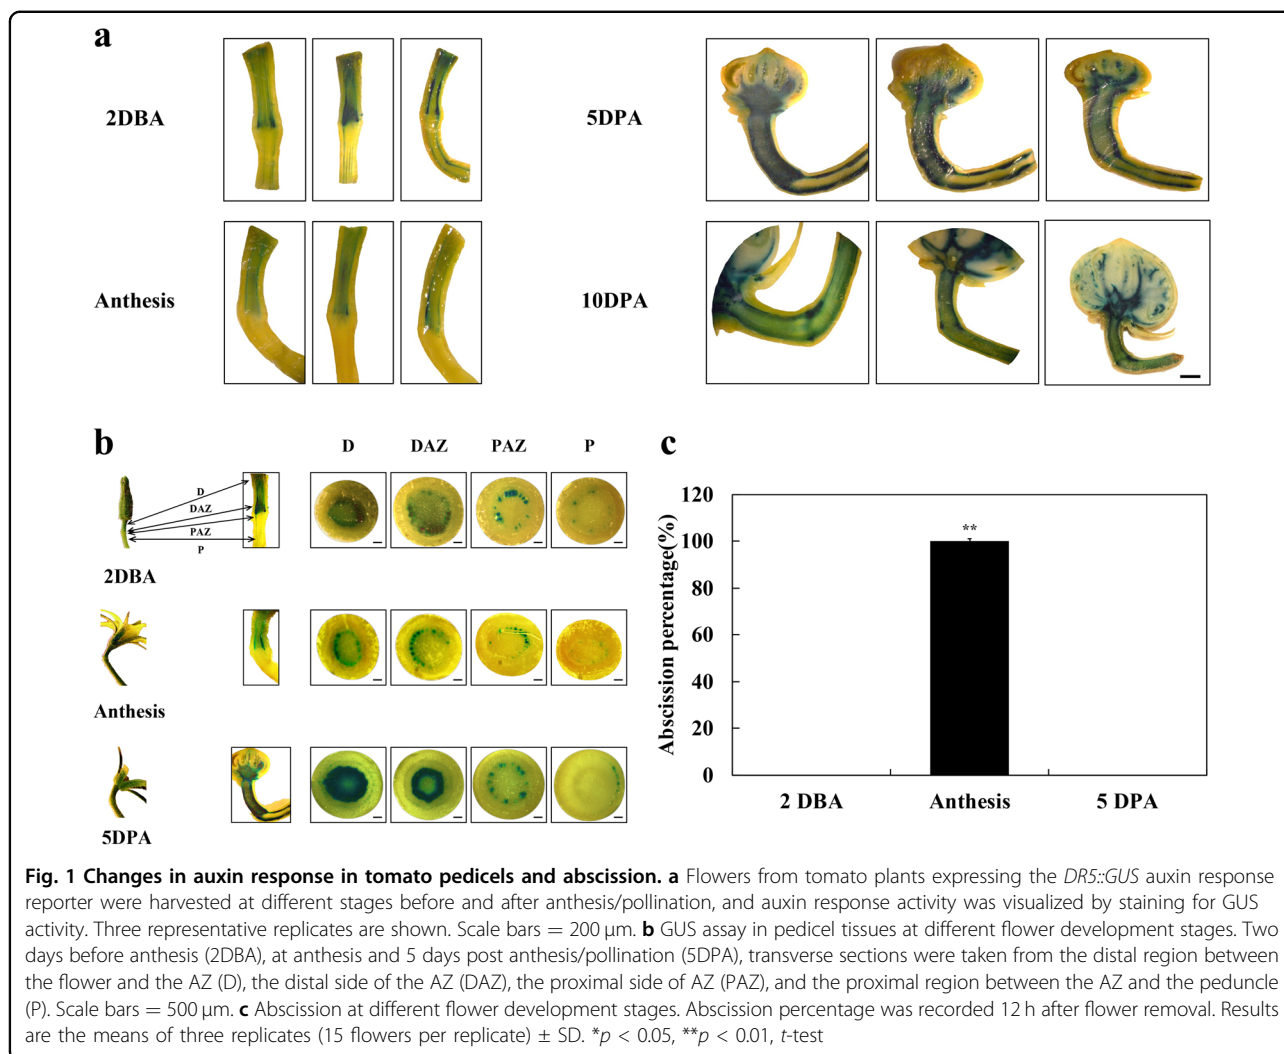 a
2DBA
5DPA
Anthesis
10DPA
b
D
DAZ
PAZ
P
D
DAZ
PAZ
P
2DBA
Anthesis
5DPA
c
Abscission percentage(%)
120
100
80
60
40
20
0
**
2 DBA
Anthesis
5 DPA
Fig. 1 Changes in auxin response in tomato pedicels and abscission. a Flowers from tomato plants expressing the DR5::GUS auxin response
reporter were harvested at different stages before and after anthesis/pollination, and auxin response activity was visualized by staining for GUS
activity. Three representative replicates are shown. Scale bars = 200 μm. b GUS assay in pedicel tissues at different flower development stages. Two
days before anthesis (2DBA), at anthesis and 5 days post anthesis/pollination (5DPA), transverse sections were taken from the distal region between
the flower and the AZ (D), the distal side of the AZ (DAZ), the proximal side of AZ (PAZ), and the proximal region between the AZ and the peduncle
(P). Scale bars = 500 μm. c Abscission at different flower development stages. Abscission percentage was recorded 12 h after flower removal. Results
are the means of three replicates (15 flowers per replicate) ± SD. *p < 0.05, **p < 0.01, t-test